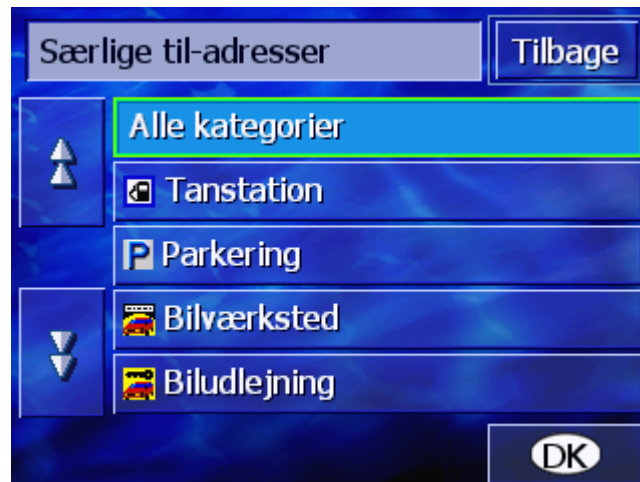 Særlige til-adresser
Tilbage
Alle kategorier
Tanstation
P Parkering
Bilværksted
Biludlejning
DK